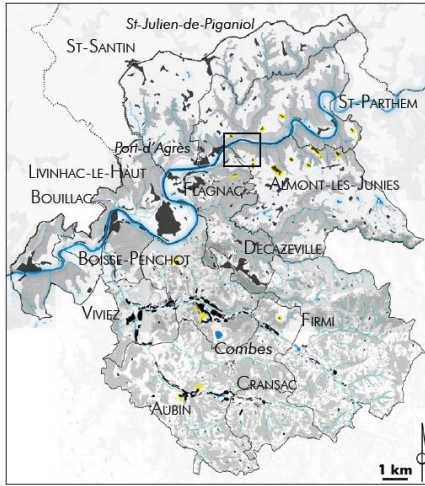 St-Julien-de-Piganiol
St-Santin
St-Parthem
Port-d'Agrès
Livinhac-le-Haut
Flagnac
Almont-les-Junies
Bouillac
Decazeville
Boisse-Penchot
Viviez
Firmi
Combes
Cransac
Aubin
1 km